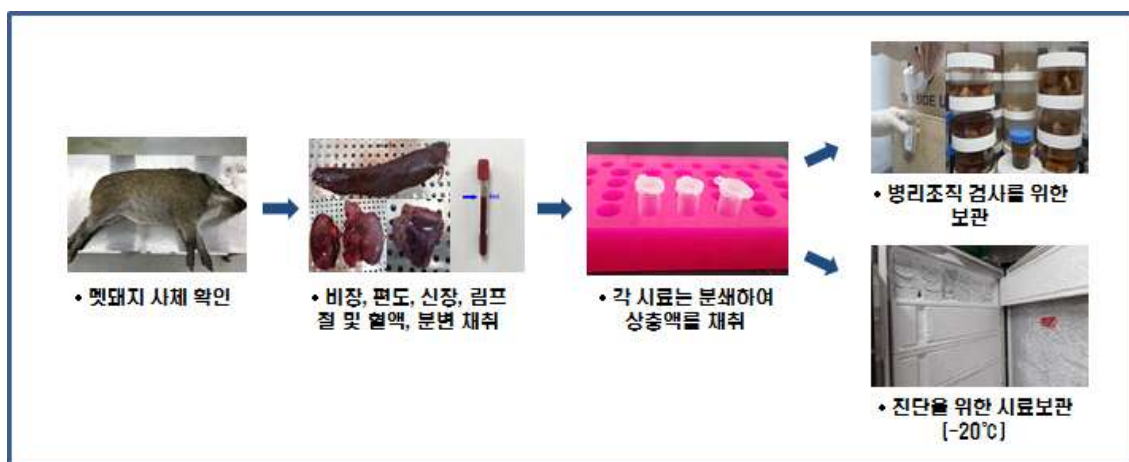 • 멧돼지 사체 확인
• 비장, 편도, 신장, 림프
절 및 혈액, 분변 채취
• 각 시료는 분쇄하여
상층액를 채취
• 병리조직 검사를 위한
보관
• 진단을 위한 시료보관
(-20℃)